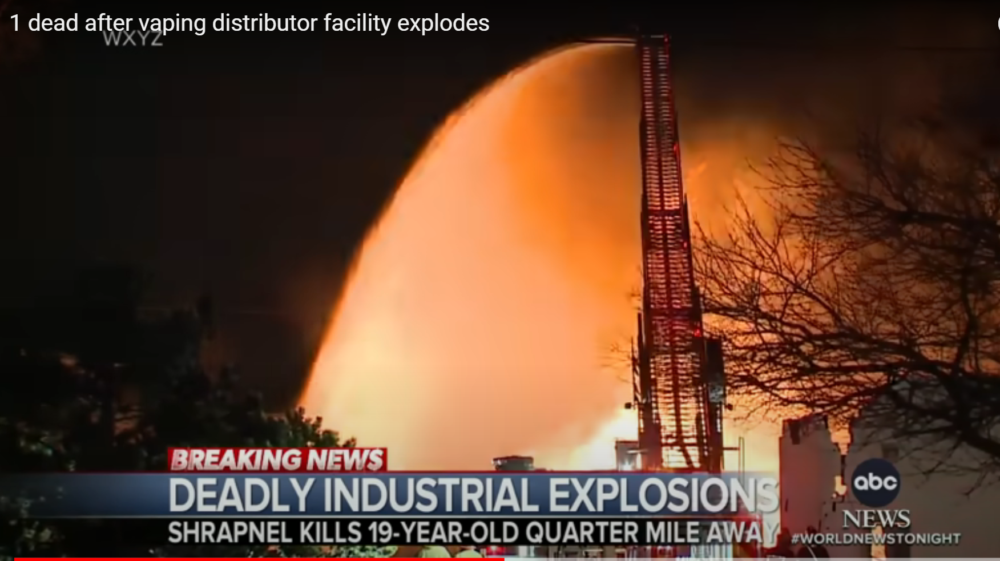 1 dead after vaping distributor facility explodes
WXYZ
BREAKING NEWS
DEADLY INDUSTRIAL EXPLOSIONS
SHRAPNEL KILLS 19-YEAR-OLD QUARTER MILE AWAY
abc
NEWS
#WORLDNEWSTONIGHT